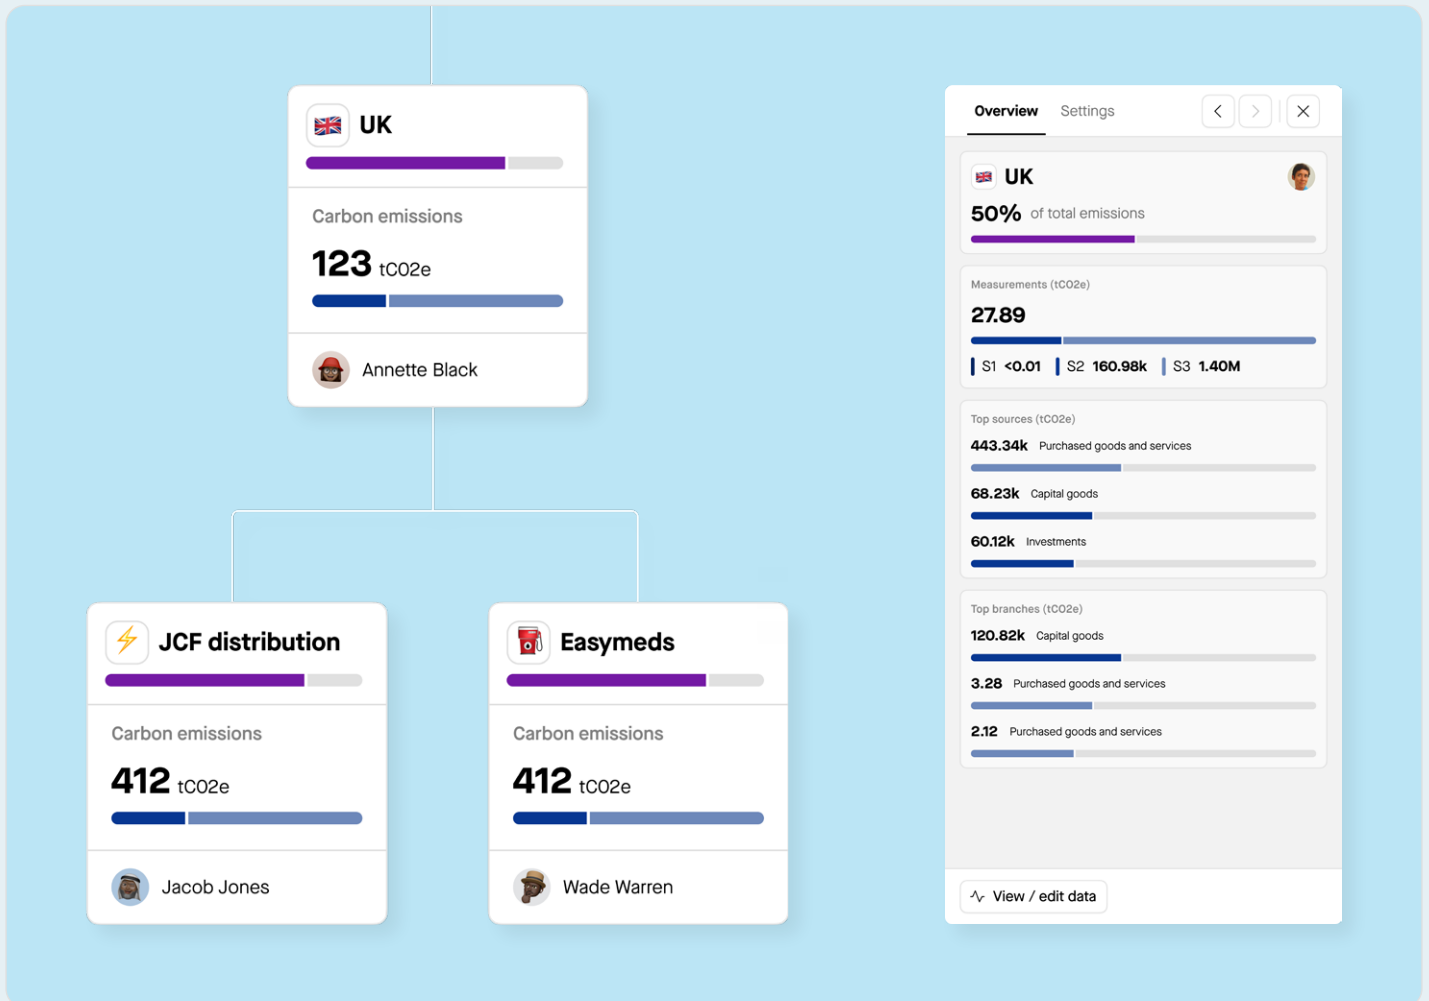 UK
Carbon emissions
123 tCO2e
Annette Black
JCF distribution
Carbon emissions
412 tCO2e
Jacob Jones
Easymeds
Carbon emissions
412 tCO2e
Wade Warren
Overview Settings
UK
50% of total emissions
Measurements (tCO2e)
27.89
S1 <0.01 S2 160.98k S3 1.40M
Top sources (tCO2e)
443.34k Purchased goods and services
68.23k Capital goods
60.12k Investments
Top branches (tCO2e)
120.82k Capital goods
3.28 Purchased goods and services
2.12 Purchased goods and services
View / edit data